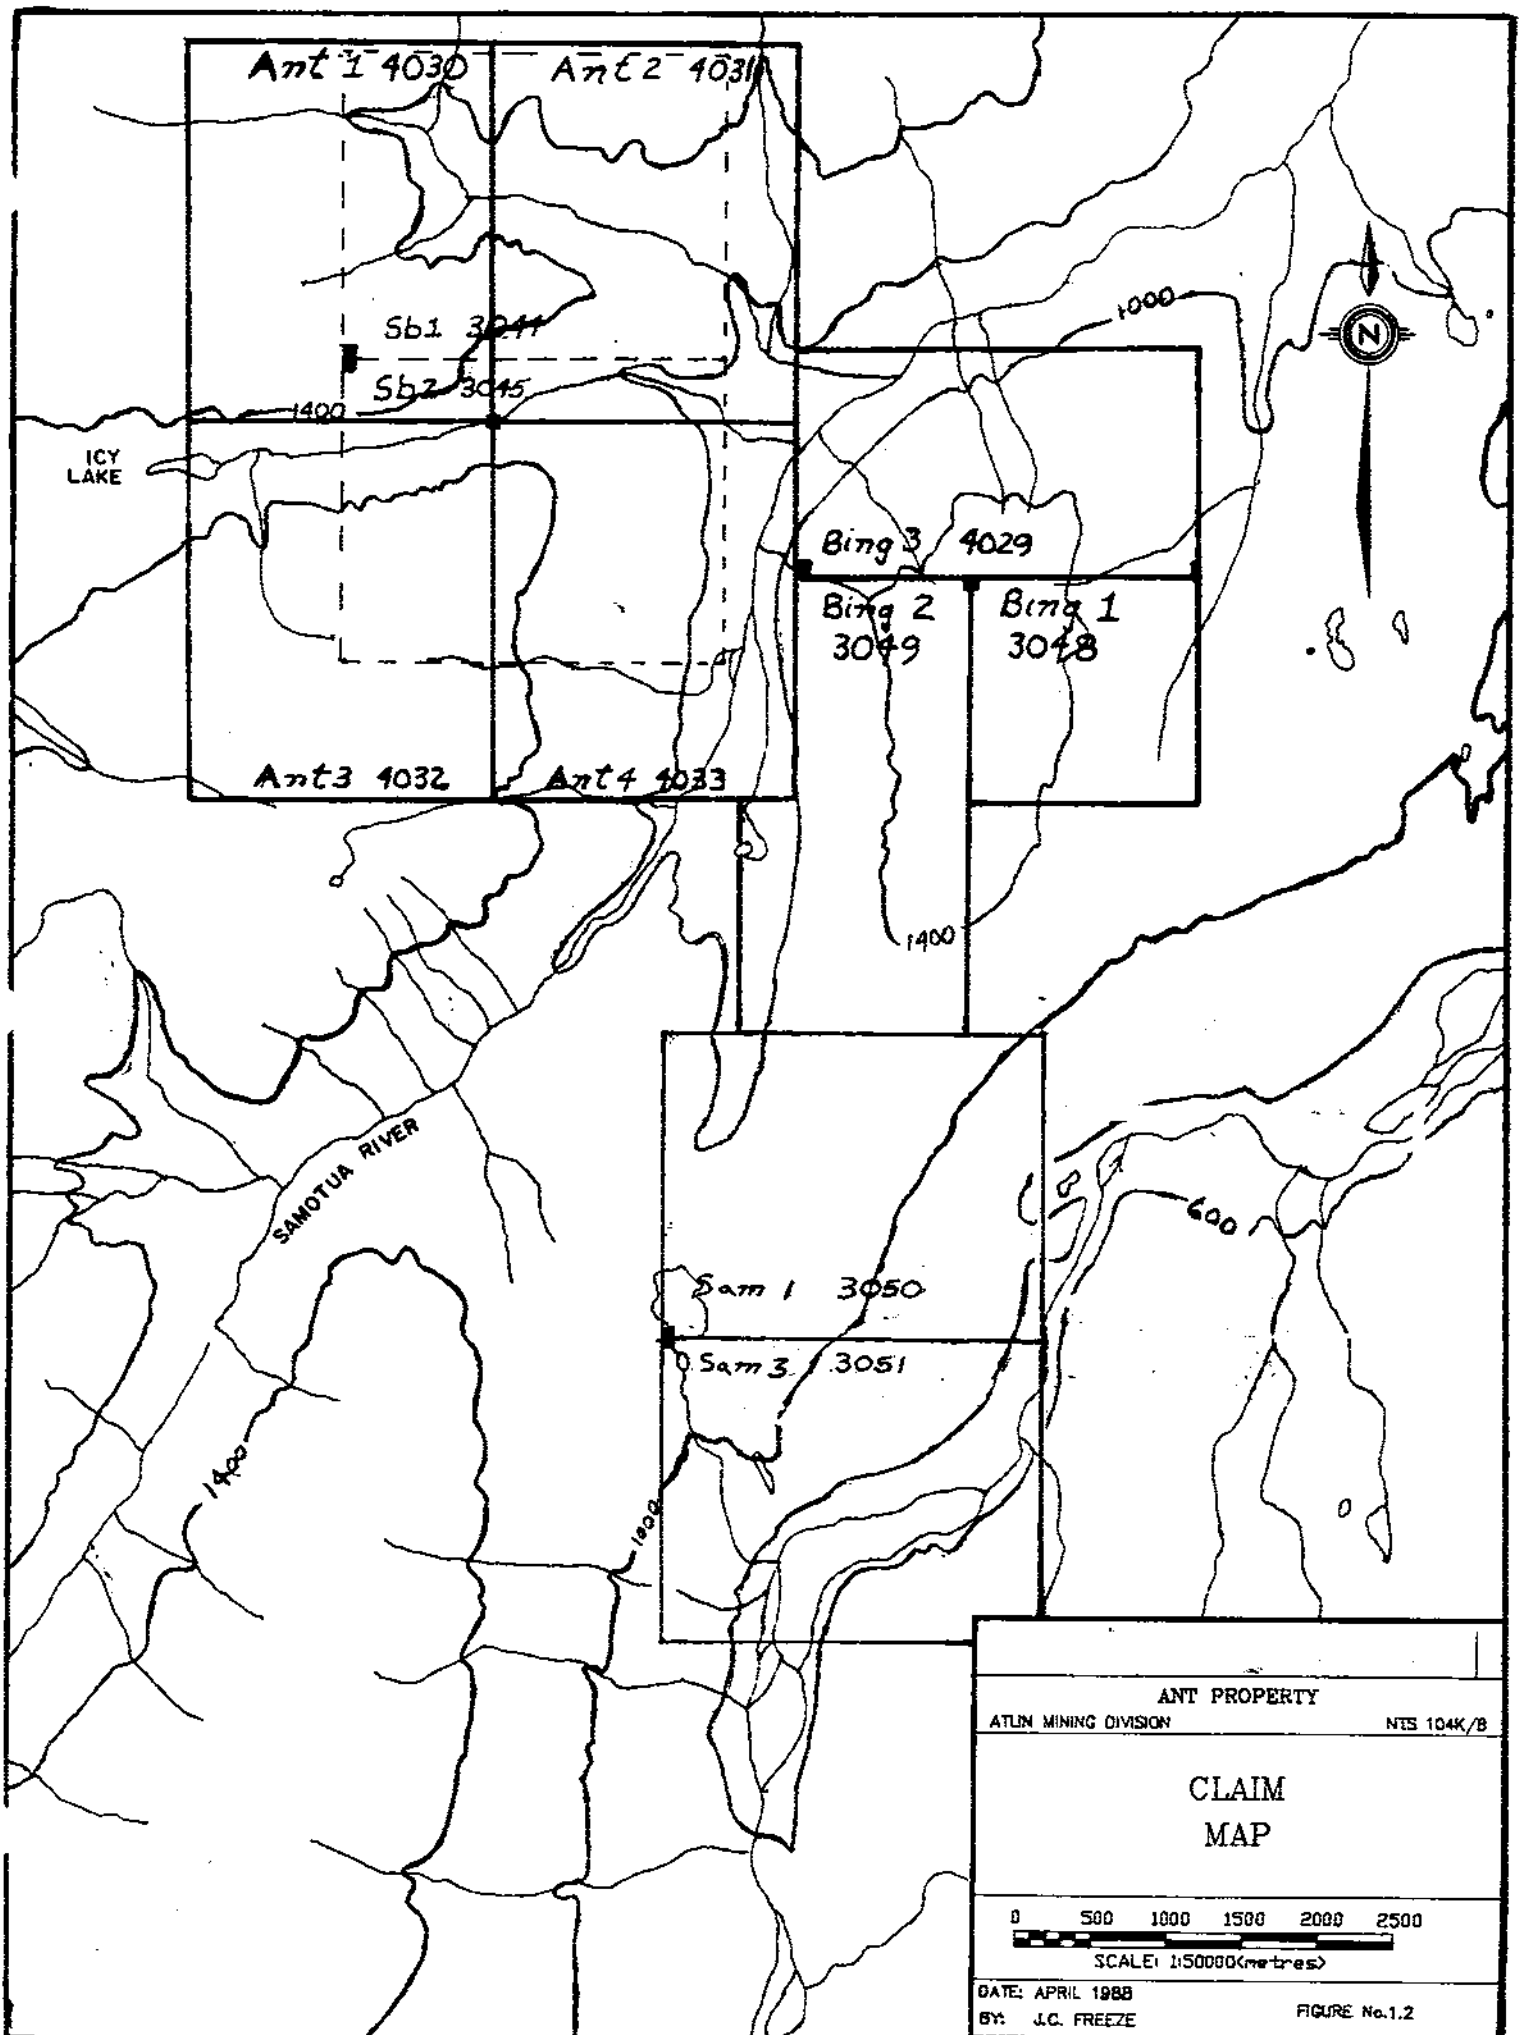 Ant 1 4030
Ant 2 4031
Sb1 3044
Sb2 3045
1400
1000
N
ICY
LAKE
Bing 3 4029
Bing 2
3049
Bing 1
3048
Ant3 4032
Ant4 4033
1400
SAMOTUA RIVER
600
Sam 1 3050
Sam 3 3051
1400
1000
ANT PROPERTY
ATLIN MINING DIVISION NTS 104K/8
CLAIM
MAP
0 500 1000 1500 2000 2500
SCALE: 1:50000(metres)
DATE: APRIL 1988
BY: J.C. FREEZE
FIGURE No.1.2